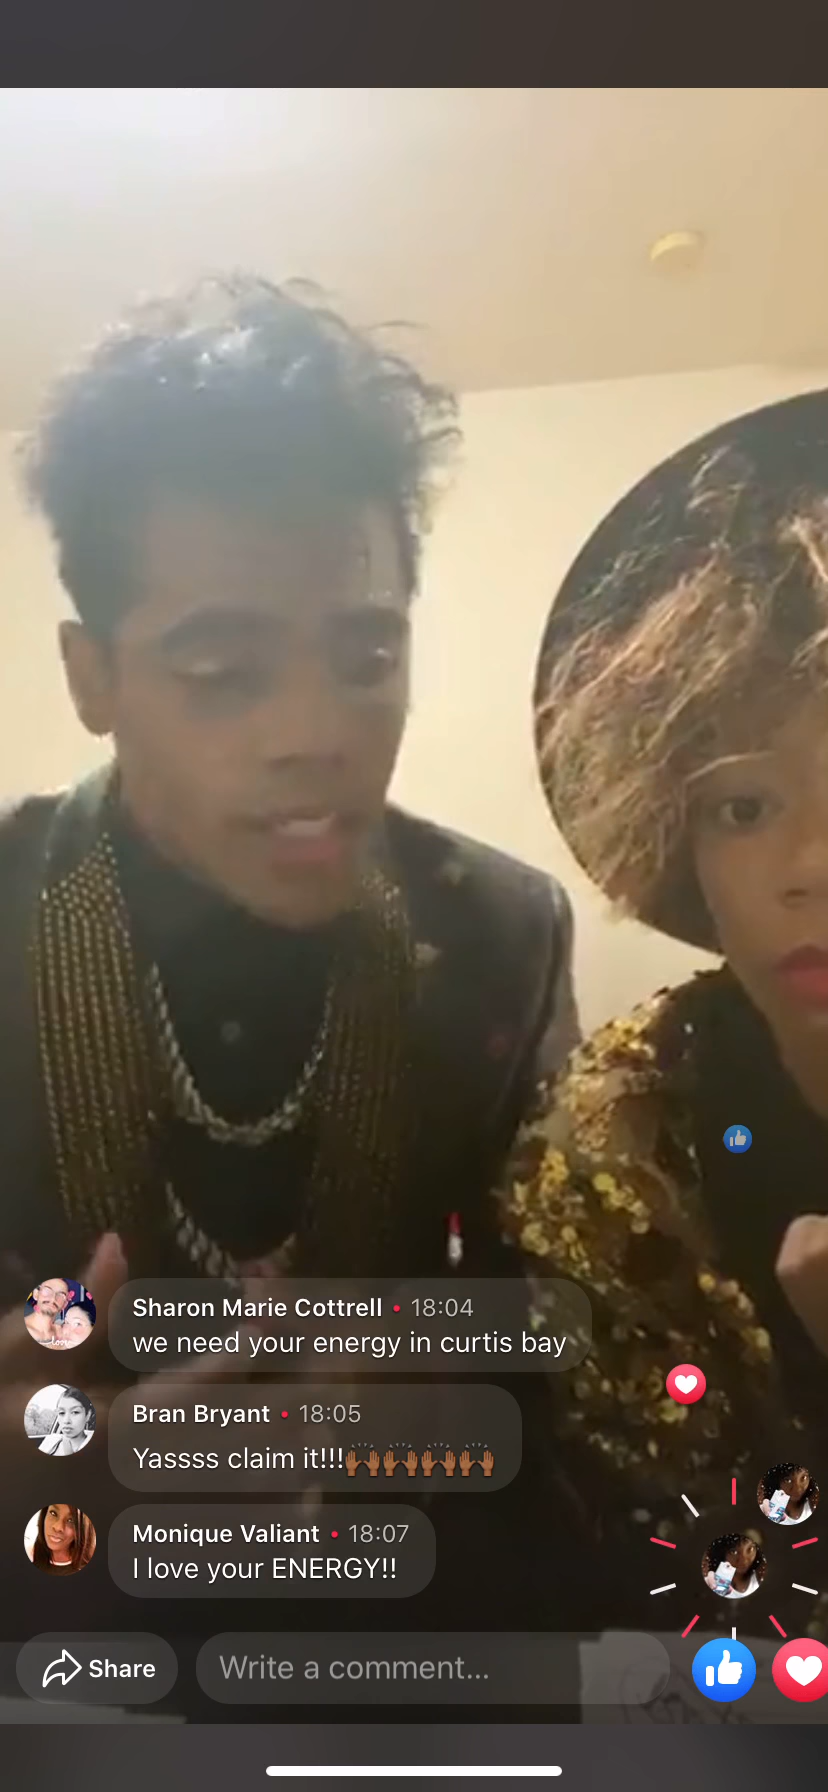 Sharon Marie Cottrell • 18:04
we need your energy in curtis bay
Bran Bryant • 18:05
Yassss claim it!!!🙌🏾🙌🏾🙌🏾🙌🏾
Monique Valiant • 18:07
I love your ENERGY!!
Share
Write a comment...